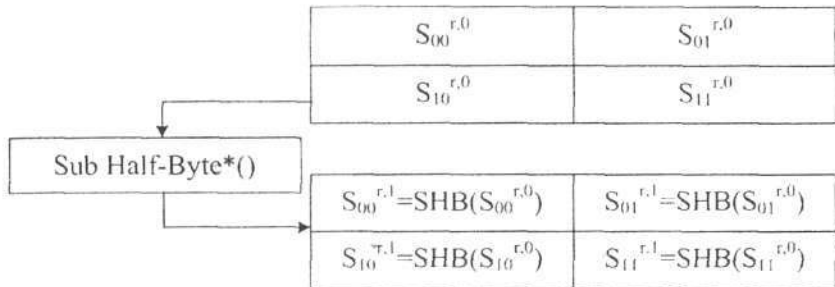 S₀₀ʳ˒⁰ S₀₁ʳ˒⁰
S₁₀ʳ˒⁰ S₁₁ʳ˒⁰
Sub Half-Byte*()
S₀₀ʳ˒¹=SHB(S₀₀ʳ˒⁰) S₀₁ʳ˒¹=SHB(S₀₁ʳ˒⁰)
S₁₀ʳ˒¹=SHB(S₁₀ʳ˒⁰) S₁₁ʳ˒¹=SHB(S₁₁ʳ˒⁰)